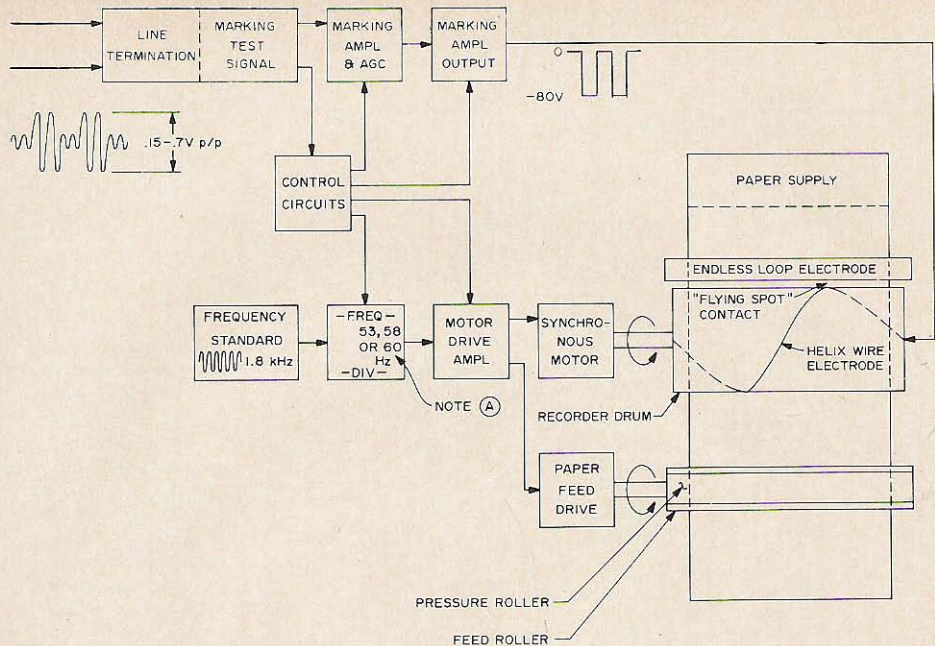 LINE
TERMINATION
MARKING
TEST
SIGNAL
MARKING
AMPL
& AGC
MARKING
AMPL
OUTPUT
0
-80V
.15-.7V p/p
CONTROL
CIRCUITS
PAPER SUPPLY
ENDLESS LOOP ELECTRODE
"FLYING SPOT"
CONTACT
HELIX WIRE
ELECTRODE
FREQUENCY
STANDARD
1.8 kHz
-FREQ-
53,58
OR 60
Hz
-DIV-
MOTOR
DRIVE
AMPL
SYNCHRO-
NOUS
MOTOR
NOTE A
RECORDER DRUM
PAPER
FEED
DRIVE
PRESSURE ROLLER
FEED ROLLER